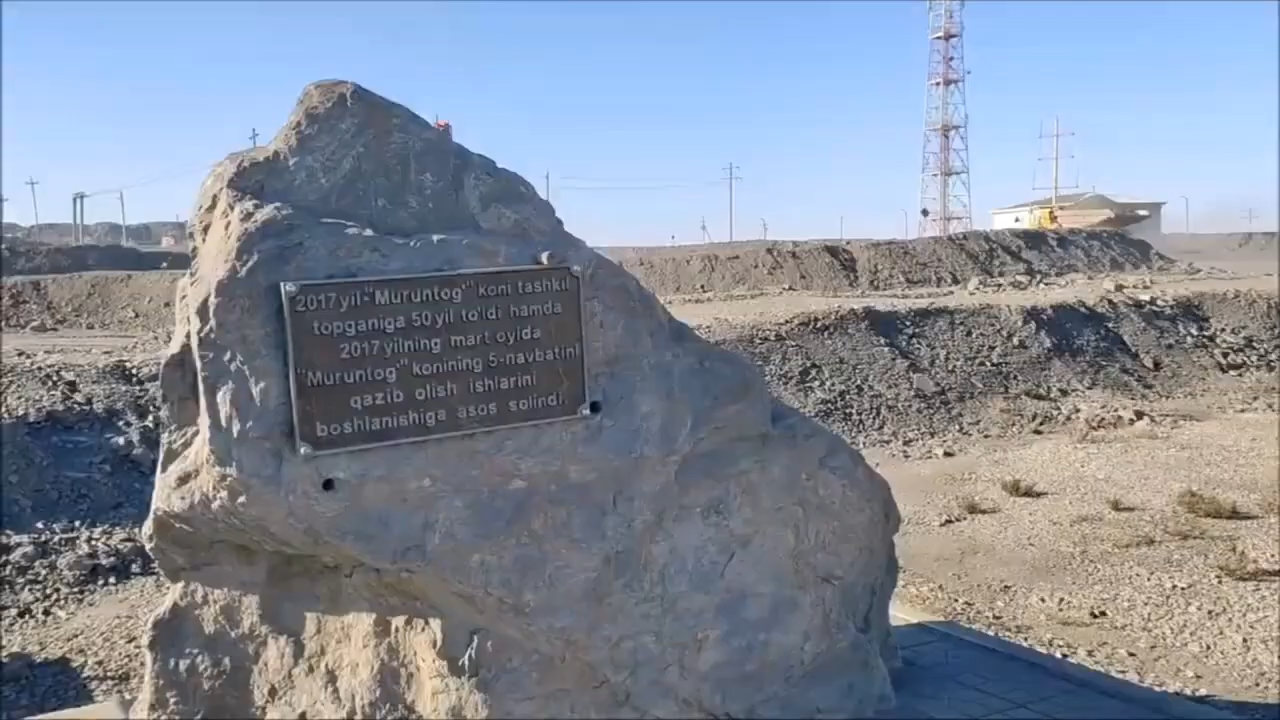 2017 yil-"Muruntog" koni tashkil
topganiga 50 yil to'ldi hamda
2017 yilning mart oyida
"Muruntog" konining 5-navbatini
qazib olish ishlarini
boshlanishiga asos solindi.